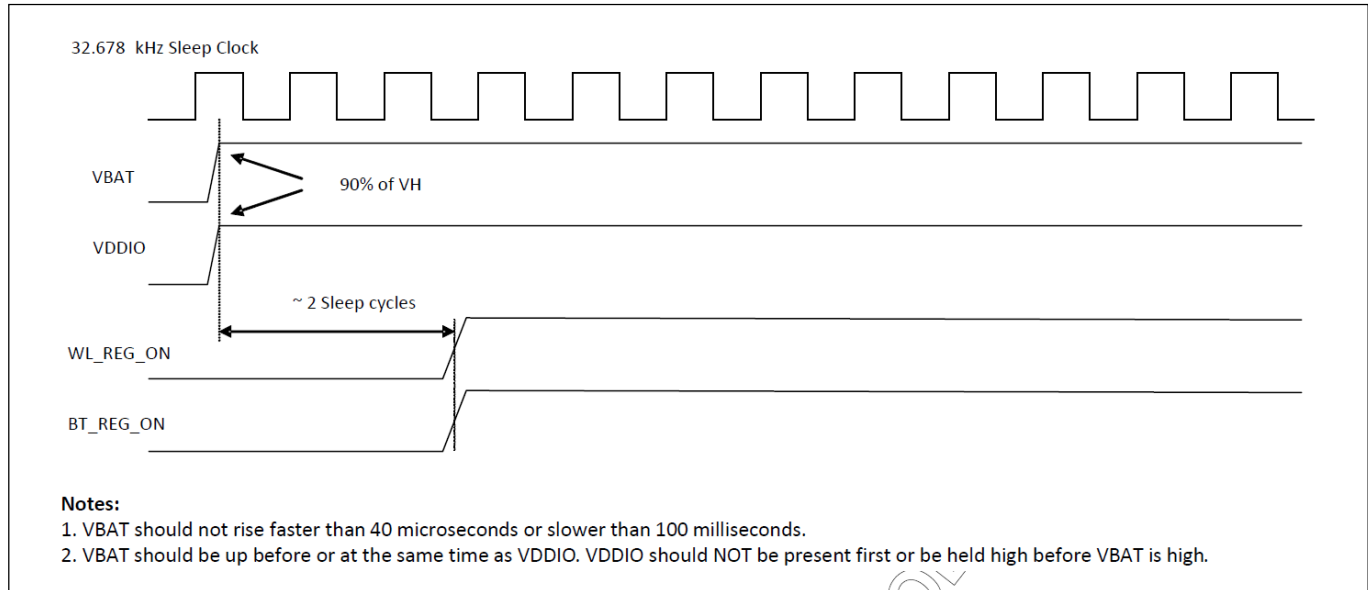 32.678 kHz Sleep Clock
VBAT
90% of VH
VDDIO
~ 2 Sleep cycles
WL_REG_ON
BT_REG_ON
Notes:
1. VBAT should not rise faster than 40 microseconds or slower than 100 milliseconds.
2. VBAT should be up before or at the same time as VDDIO. VDDIO should NOT be present first or be held high before VBAT is high.